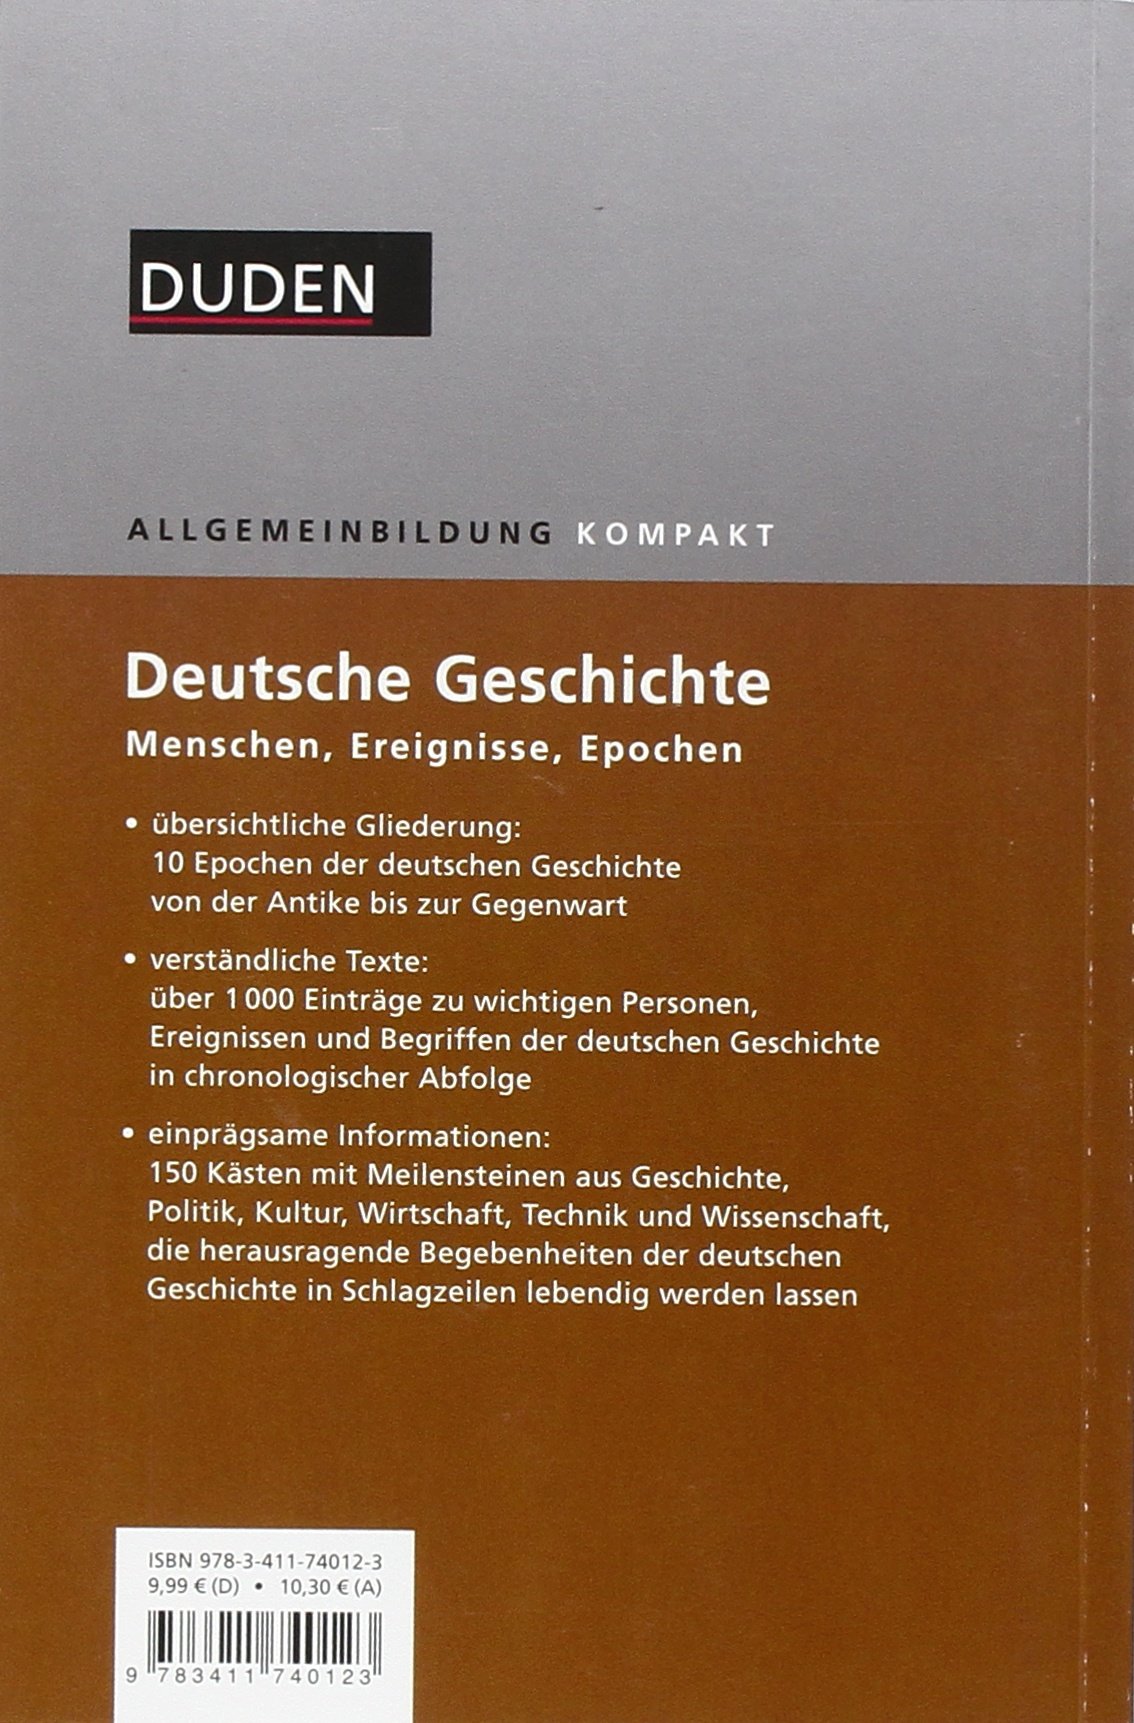 DUDEN
ALLGEMEINBILDUNG KOMPAKT
Deutsche Geschichte
Menschen, Ereignisse, Epochen
• übersichtliche Gliederung:
10 Epochen der deutschen Geschichte
von der Antike bis zur Gegenwart
• verständliche Texte:
über 1 000 Einträge zu wichtigen Personen,
Ereignissen und Begriffen der deutschen Geschichte
in chronologischer Abfolge
• einprägsame Informationen:
150 Kästen mit Meilensteinen aus Geschichte,
Politik, Kultur, Wirtschaft, Technik und Wissenschaft,
die herausragende Begebenheiten der deutschen
Geschichte in Schlagzeilen lebendig werden lassen
ISBN 978-3-411-74012-3
9,99 € (D) • 10,30 € (A)
9 783411 740123